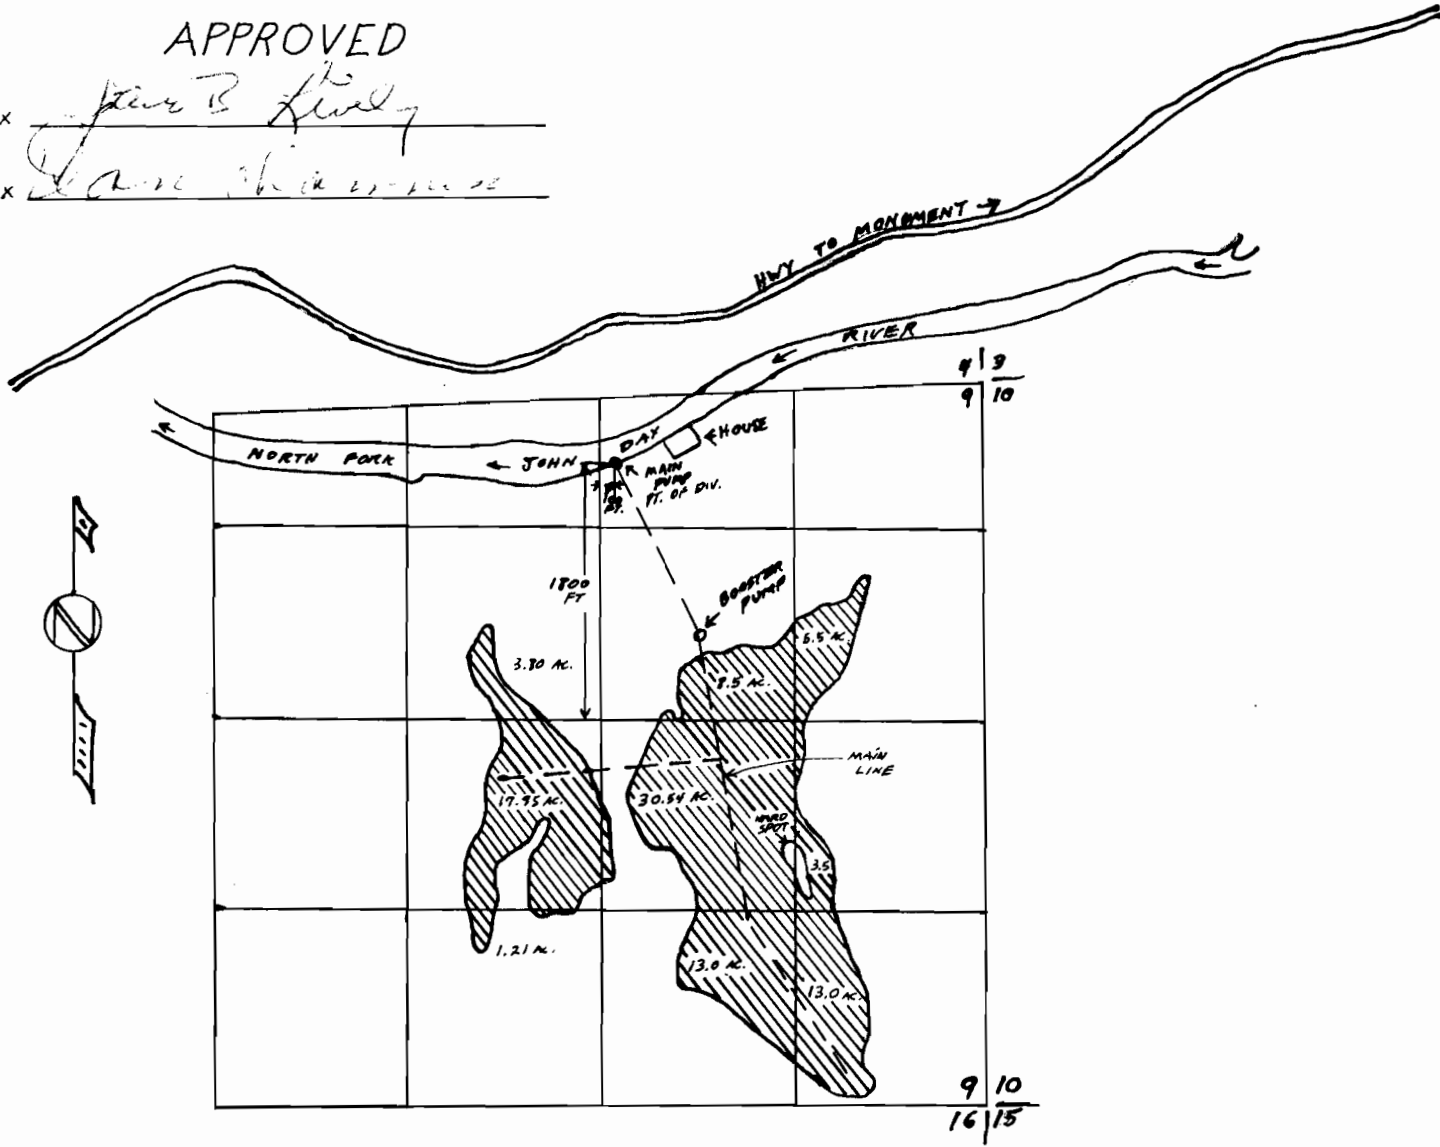 APPROVED
x
x
HWY TO MONUMENT →
RIVER
4 3
9 10
← HOUSE
DAY
NORTH FORK ← JOHN
MAIN
PUMP
PT. OF DIV.
FT.
1800
FT
BOOSTER
PUMP
N
3.80 AC.
5.5 AC.
8.5 AC.
MAIN
LINE
17.95 AC.
30.54 AC.
HARD
SPOT
3.5
1.21 AC.
13.0 AC.
13.0 AC.
9 10
16 15